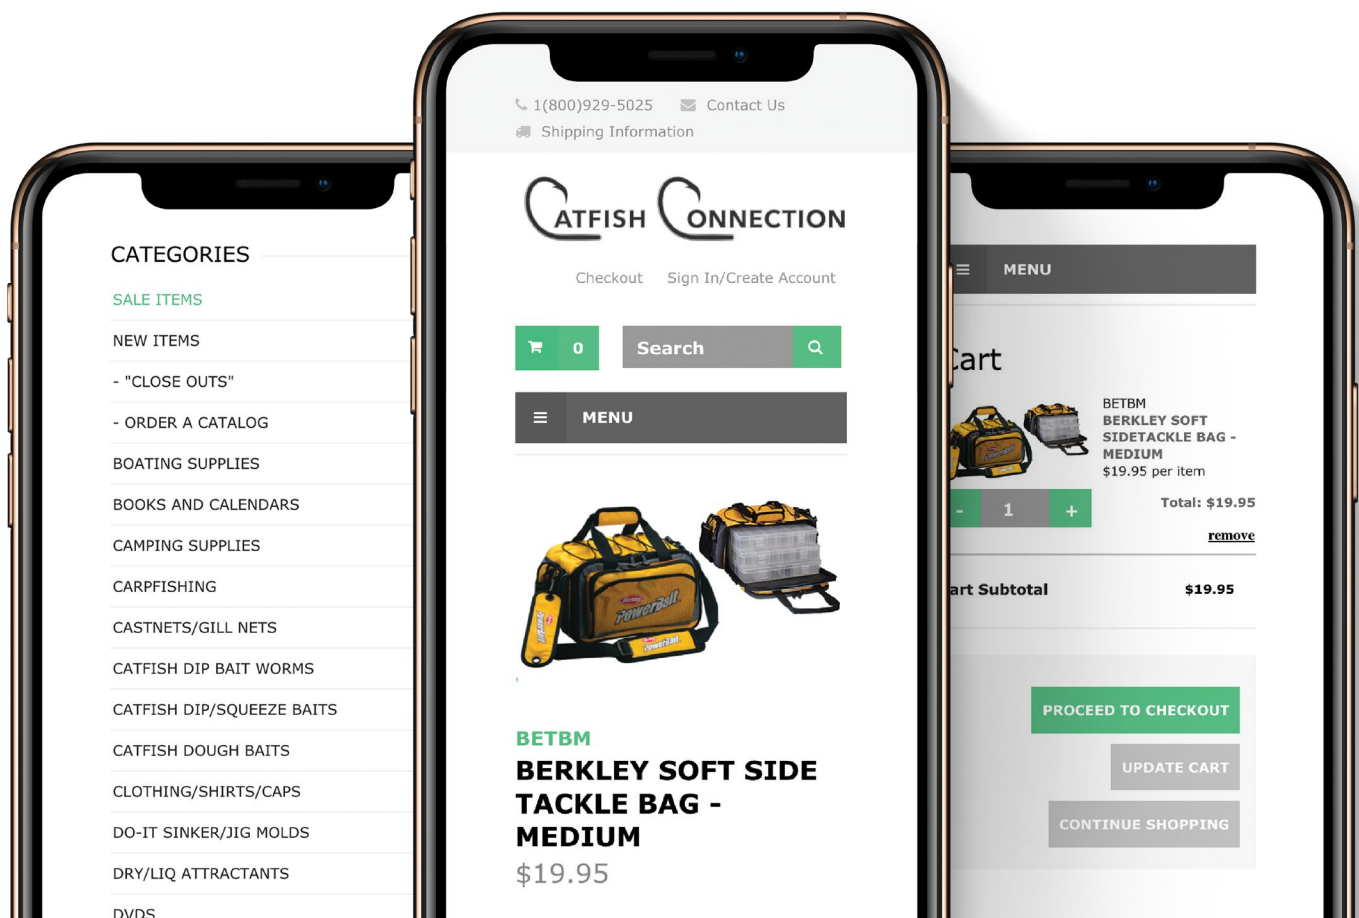 CATEGORIES
SALE ITEMS
NEW ITEMS
- "CLOSE OUTS"
- ORDER A CATALOG
BOATING SUPPLIES
BOOKS AND CALENDARS
CAMPING SUPPLIES
CARPFISHING
CASTNETS/GILL NETS
CATFISH DIP BAIT WORMS
CATFISH DIP/SQUEEZE BAITS
CATFISH DOUGH BAITS
CLOTHING/SHIRTS/CAPS
DO-IT SINKER/JIG MOLDS
DRY/LIQ ATTRACTANTS
DVDS
1(800)929-5025 Contact Us
Shipping Information
CATFISH CONNECTION
Checkout Sign In/Create Account
0 Search
MENU
PowerBait
PowerBait
BETBM
BERKLEY SOFT SIDE
TACKLE BAG -
MEDIUM
$19.95
MENU
Cart
BETBM
BERKLEY SOFT
SIDETACKLE BAG -
MEDIUM
$19.95 per item
- 1 +
Total: $19.95
remove
art Subtotal $19.95
PROCEED TO CHECKOUT
UPDATE CART
CONTINUE SHOPPING